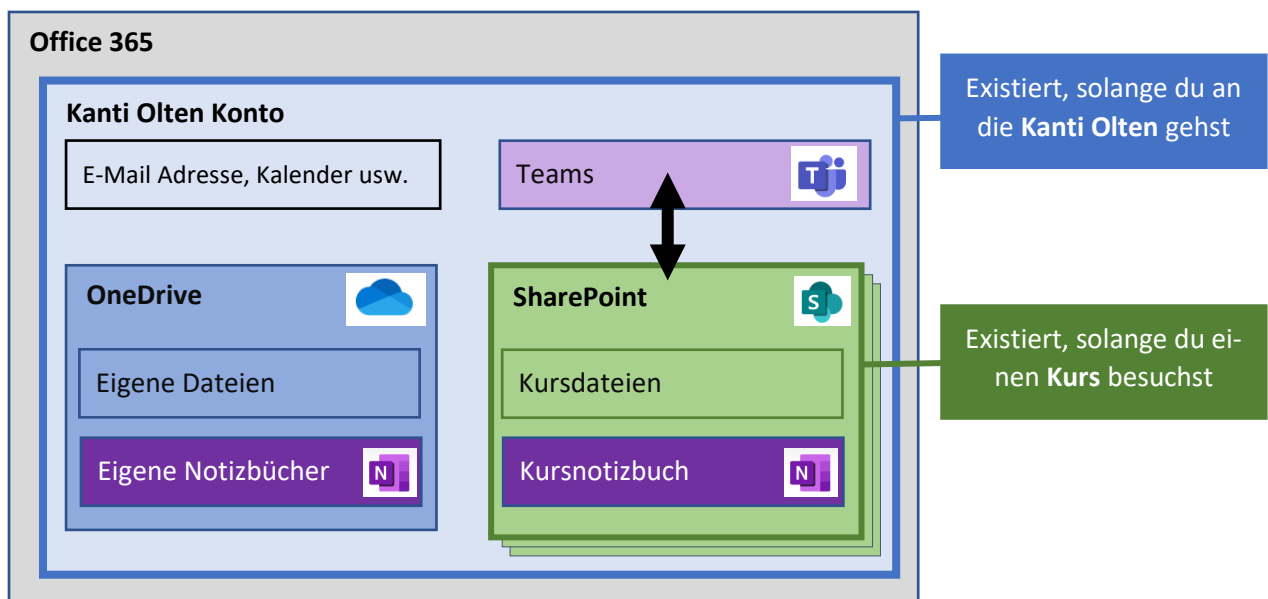 Office 365
Kanti Olten Konto
E-Mail Adresse, Kalender usw.
Teams
T
OneDrive
Eigene Dateien
Eigene Notizbücher
N
SharePoint
S
Kursdateien
Kursnotizbuch
N
Existiert, solange du an
die Kanti Olten gehst
Existiert, solange du ei-
nen Kurs besuchst